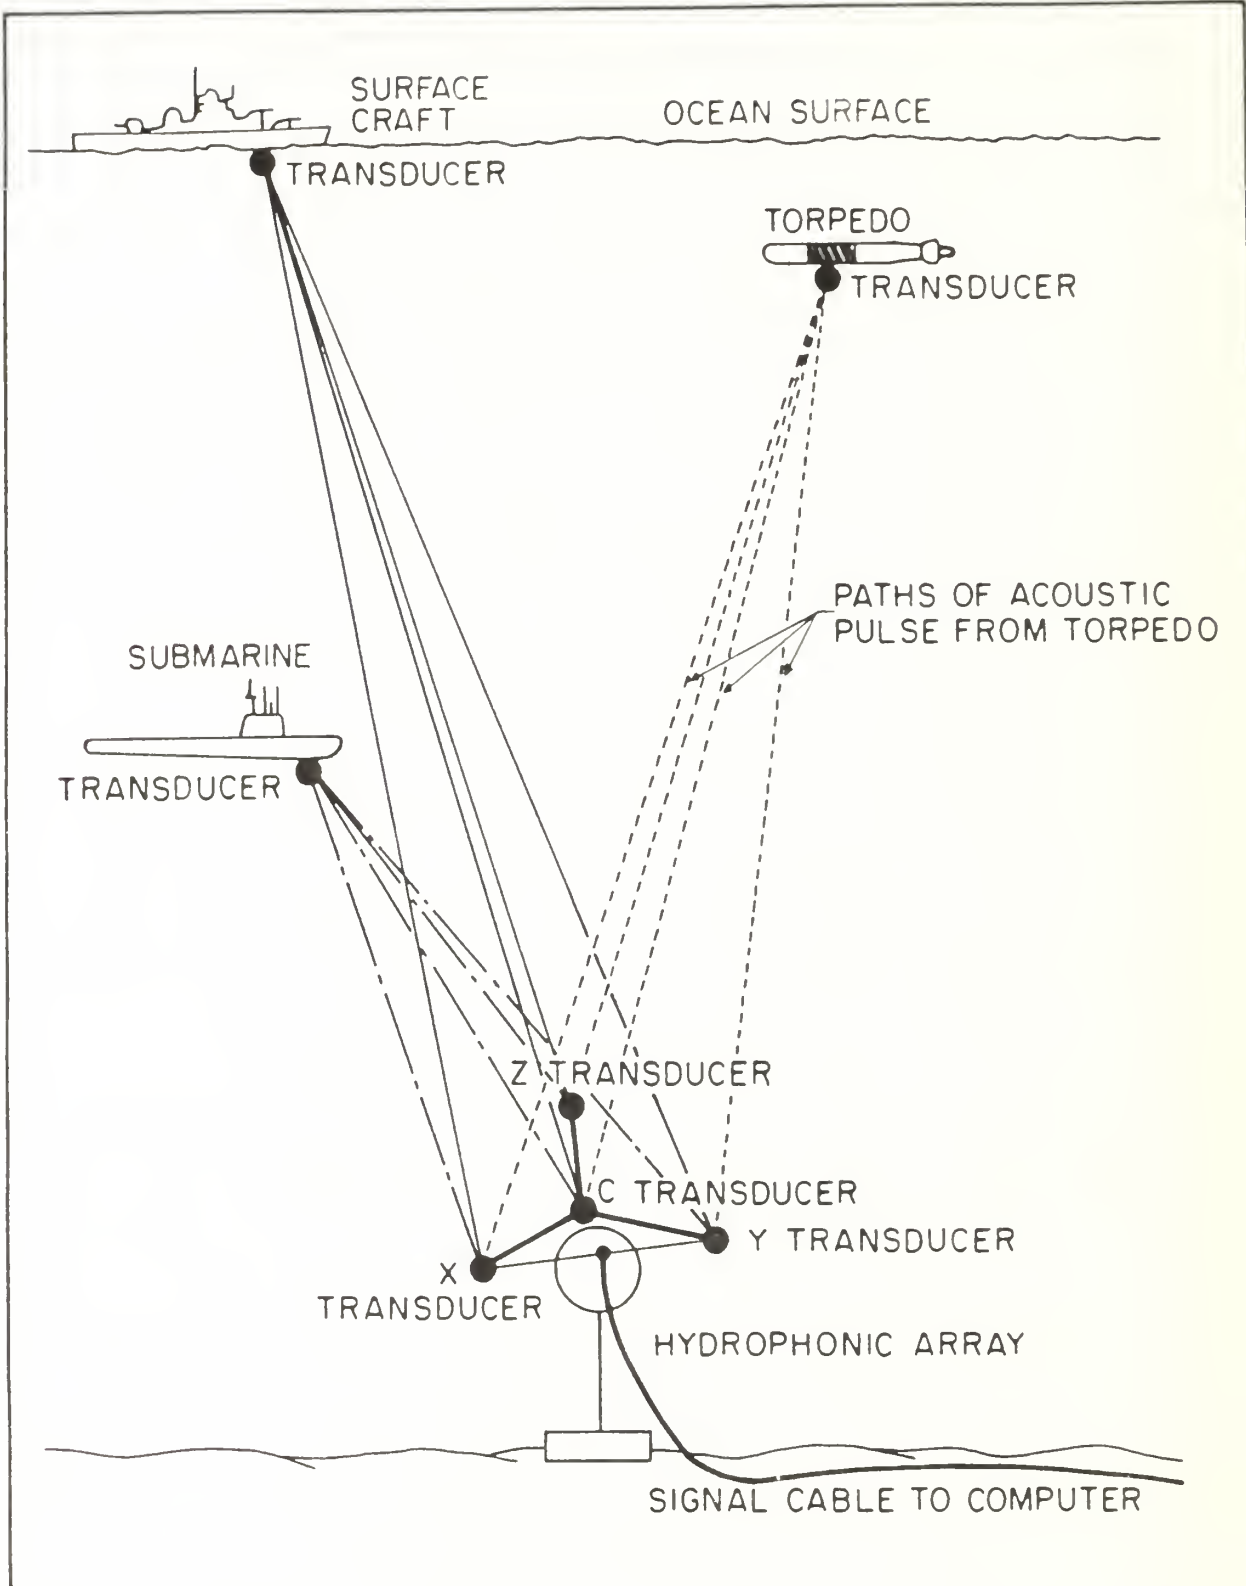 SURFACE
CRAFT
OCEAN SURFACE
TRANSDUCER
TORPEDO
TRANSDUCER
PATHS OF ACOUSTIC
PULSE FROM TORPEDO
SUBMARINE
TRANSDUCER
Z TRANSDUCER
C TRANSDUCER
Y TRANSDUCER
X
TRANSDUCER
HYDROPHONIC ARRAY
SIGNAL CABLE TO COMPUTER